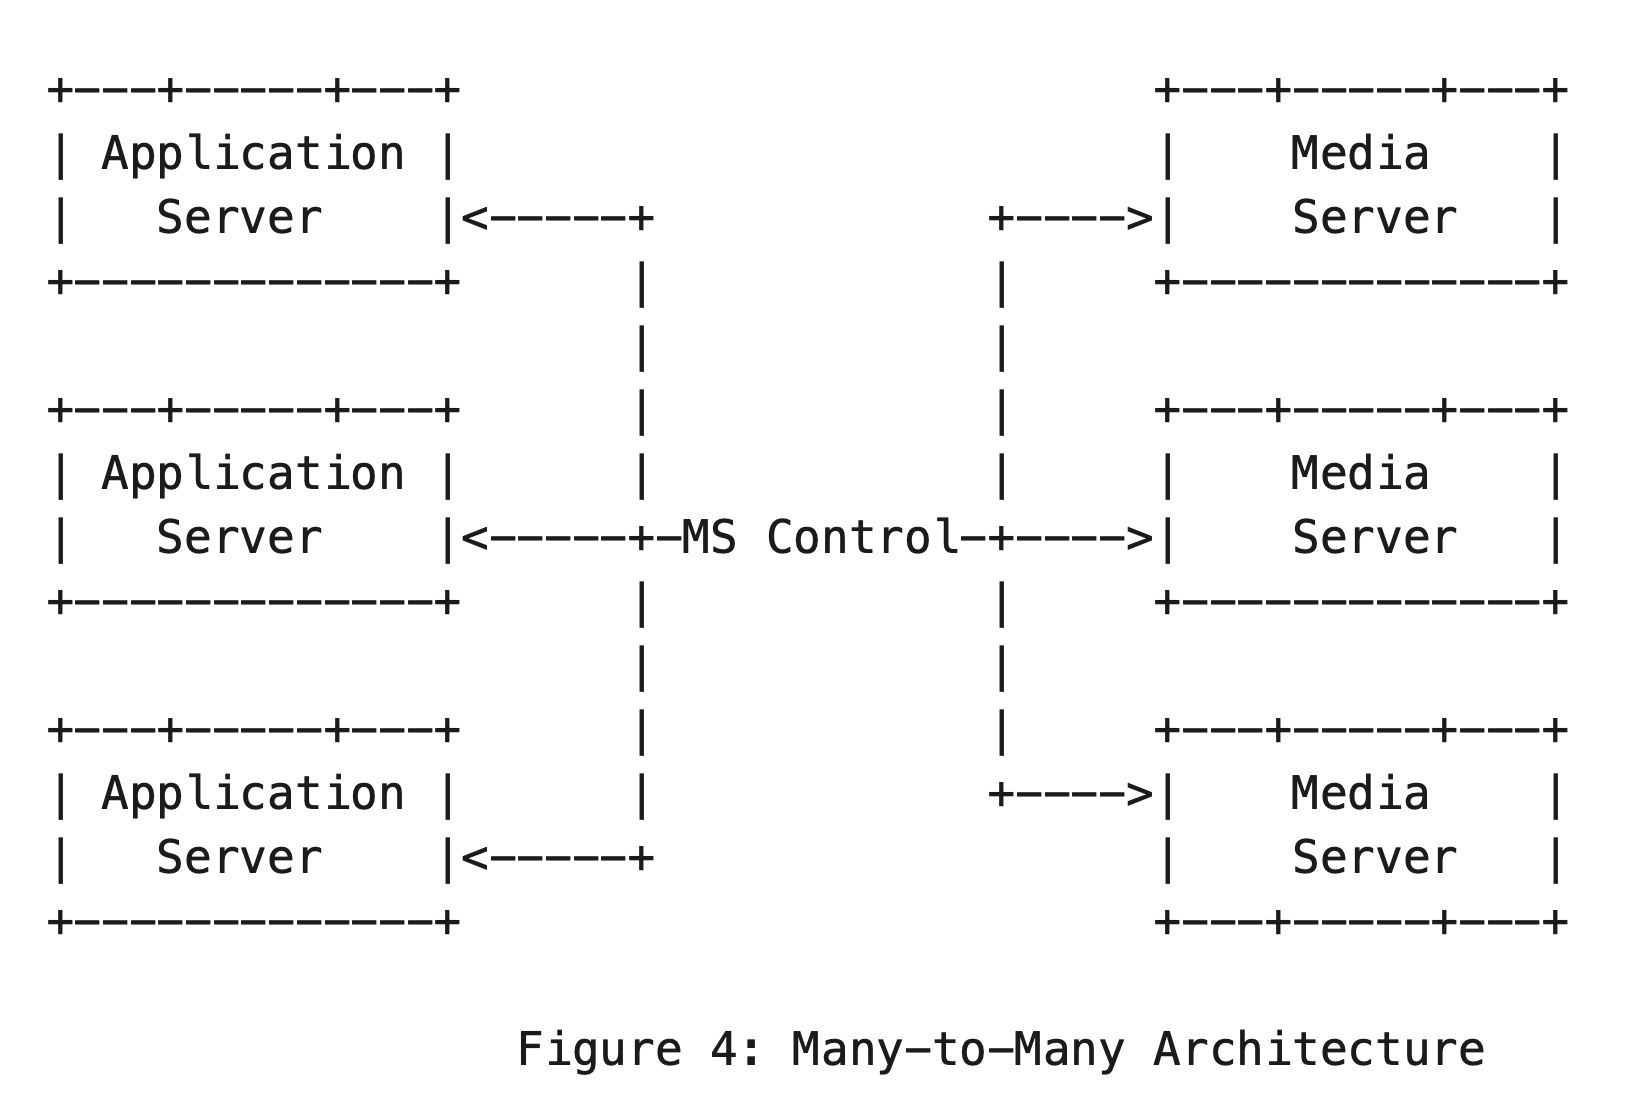 +---+-----+---+                         +---+-----+---+
| Application |                         |    Media    |
|   Server    |<-----+            +---->|    Server   |
+-------------+      |            |     +-------------+
                     |            |
+---+-----+---+      |            |     +---+-----+---+
| Application |      |            |     |    Media    |
|   Server    |<-----+-MS Control-+---->|    Server   |
+-------------+      |            |     +-------------+
                     |            |
+---+-----+---+      |            |     +---+-----+---+
| Application |      |            +---->|    Media    |
|   Server    |<-----+                  |    Server   |
+-------------+                         +---+-----+---+
Figure 4: Many-to-Many Architecture